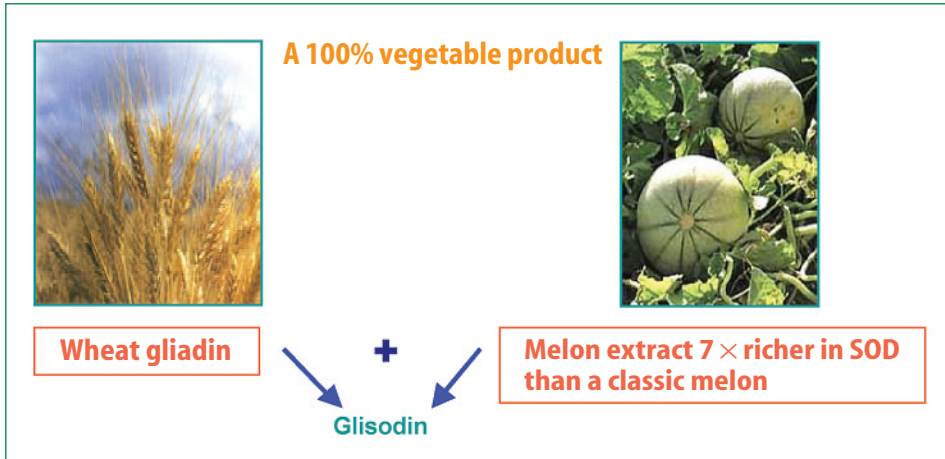 A 100% vegetable product
Wheat gliadin
+
Melon extract 7 × richer in SOD
than a classic melon
Glisodin